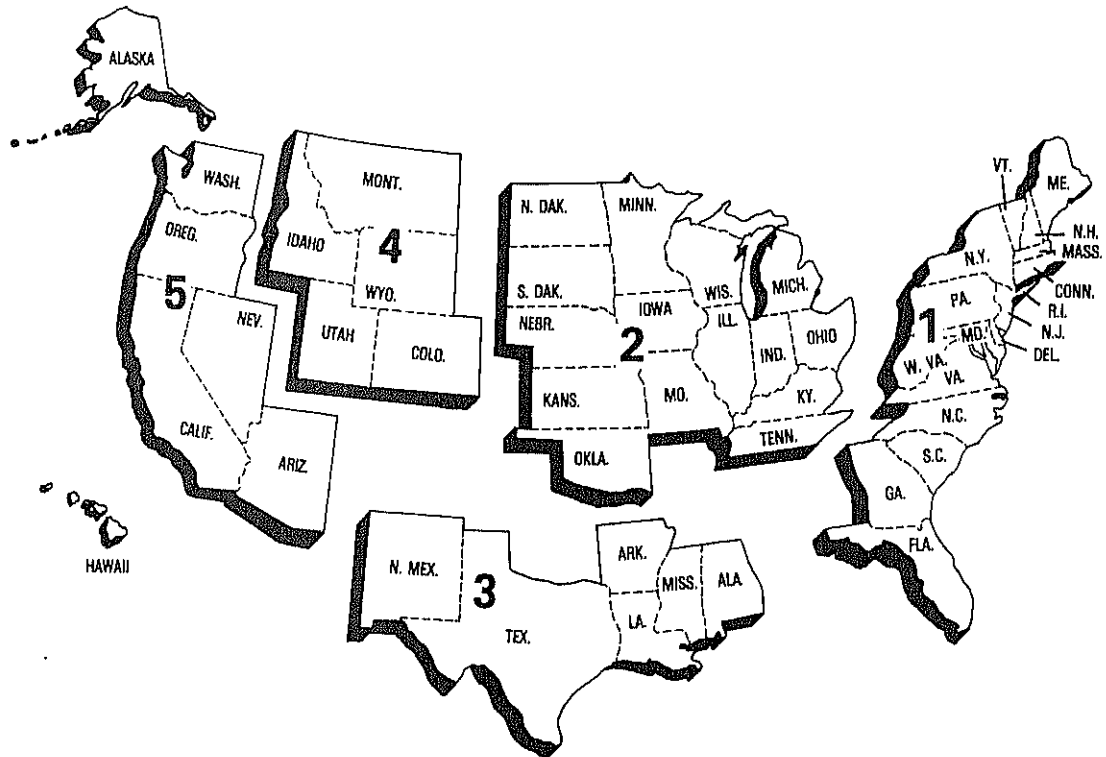 ALASKA
WASH.
OREG.
5
NEV.
CALIF.
ARIZ.
HAWAII
MONT.
IDAHO
4
WYO.
UTAH
COLO.
N. DAK.
MINN.
S. DAK.
WIS.
MICH.
NEBR.
IOWA
ILL.
2
IND.
OHIO
KANS.
MO.
KY.
OKLA.
TENN.
N. MEX.
3
TEX.
ARK.
LA.
MISS.
ALA.
VT.
ME.
N.H.
MASS.
N.Y.
CONN.
R.I.
N.J.
DEL.
PA.
1
MD.
W. VA.
VA.
N.C.
S.C.
GA.
FLA.